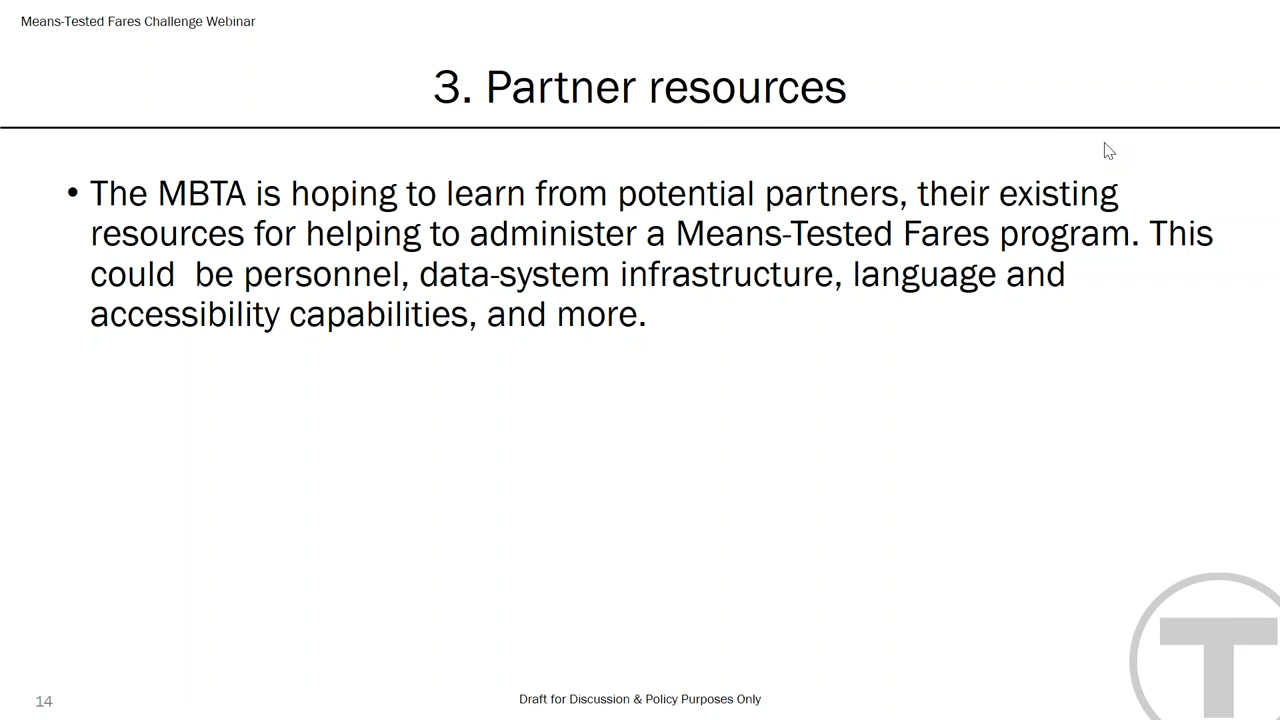 Means-Tested Fares Challenge Webinar
3. Partner resources
• The MBTA is hoping to learn from potential partners, their existing
resources for helping to administer a Means-Tested Fares program. This
could  be personnel, data-system infrastructure, language and
accessibility capabilities, and more.
14
Draft for Discussion & Policy Purposes Only
T